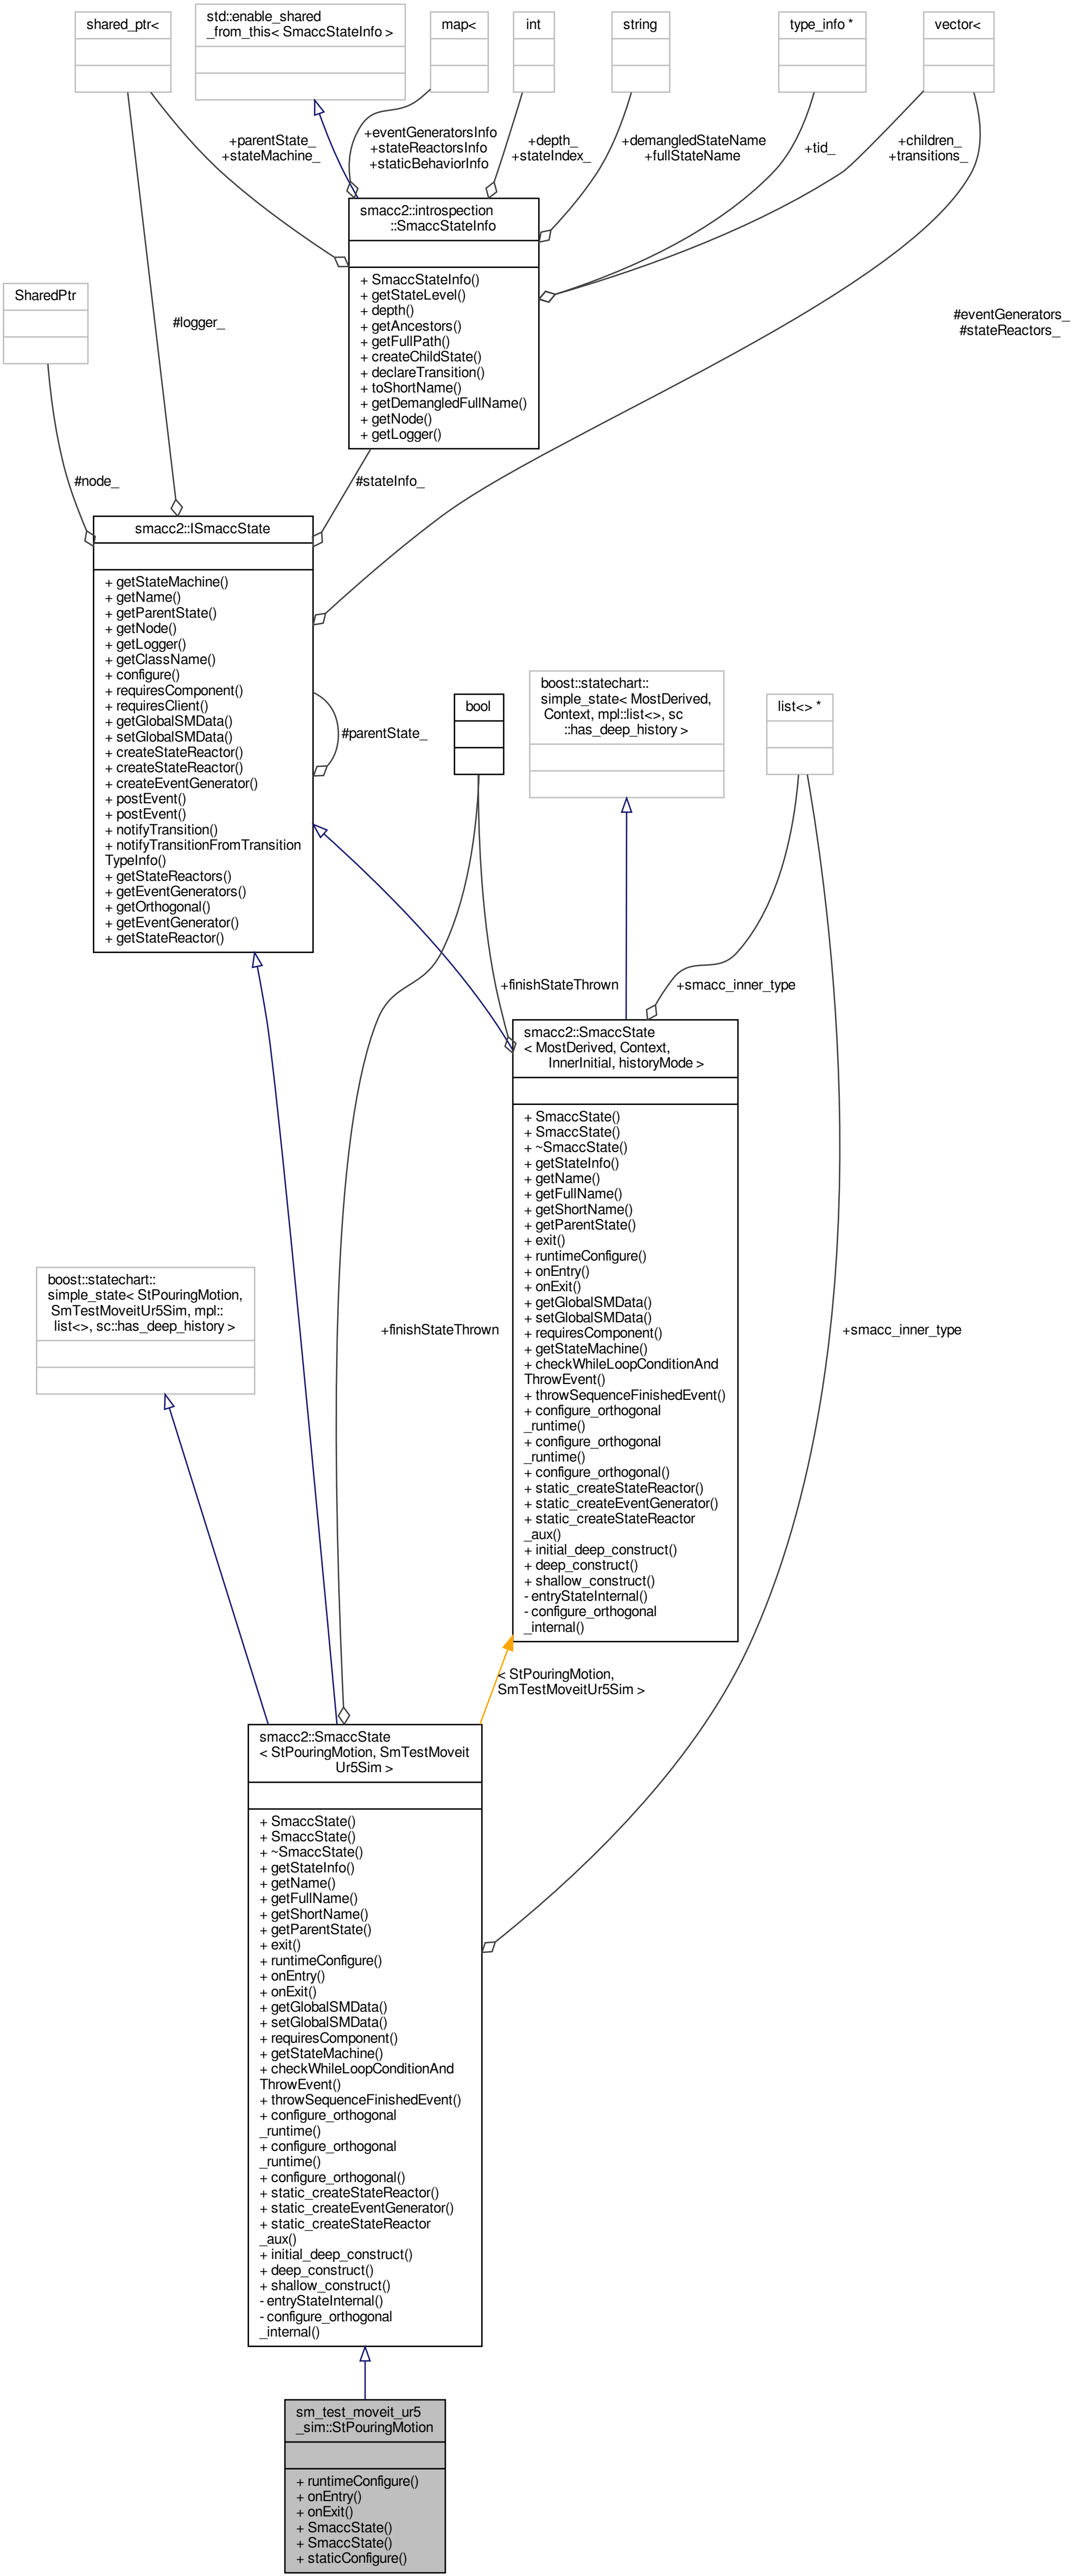 shared_ptr<
std::enable_shared
_from_this< SmaccStateInfo >
map<
int
string
type_info *
vector<
+parentState_
+stateMachine_
+eventGeneratorsInfo
+stateReactorsInfo
+staticBehaviorInfo
+depth_
+stateIndex_
+demangledStateName
+fullStateName
+tid_
+children_
+transitions_
smacc2::introspection
::SmaccStateInfo
+ SmaccStateInfo()
+ getStateLevel()
+ depth()
+ getAncestors()
+ getFullPath()
+ createChildState()
+ declareTransition()
+ toShortName()
+ getDemangledFullName()
+ getNode()
+ getLogger()
SharedPtr
#logger_
#eventGenerators_
#stateReactors_
#node_
#stateInfo_
smacc2::ISmaccState
+ getStateMachine()
+ getName()
+ getParentState()
+ getNode()
+ getLogger()
+ getClassName()
+ configure()
+ requiresComponent()
+ requiresClient()
+ getGlobalSMData()
+ setGlobalSMData()
+ createStateReactor()
+ createStateReactor()
+ createEventGenerator()
+ postEvent()
+ postEvent()
+ notifyTransition()
+ notifyTransitionFromTransition
TypeInfo()
+ getStateReactors()
+ getEventGenerators()
+ getOrthogonal()
+ getEventGenerator()
+ getStateReactor()
#parentState_
bool
boost::statechart::
simple_state< MostDerived,
Context, mpl::list<>, sc
::has_deep_history >
list<> *
+finishStateThrown
+smacc_inner_type
smacc2::SmaccState
< MostDerived, Context,
InnerInitial, historyMode >
+ SmaccState()
+ SmaccState()
+ ~SmaccState()
+ getStateInfo()
+ getName()
+ getFullName()
+ getShortName()
+ getParentState()
+ exit()
+ runtimeConfigure()
+ onEntry()
+ onExit()
+ getGlobalSMData()
+ setGlobalSMData()
+ requiresComponent()
+ getStateMachine()
+ checkWhileLoopConditionAnd
ThrowEvent()
+ throwSequenceFinishedEvent()
+ configure_orthogonal
_runtime()
+ configure_orthogonal
_runtime()
+ configure_orthogonal()
+ static_createStateReactor()
+ static_createEventGenerator()
+ static_createStateReactor
_aux()
+ initial_deep_construct()
+ deep_construct()
+ shallow_construct()
- entryStateInternal()
- configure_orthogonal
_internal()
boost::statechart::
simple_state< StPouringMotion,
SmTestMoveitUr5Sim, mpl::
list<>, sc::has_deep_history >
+finishStateThrown
+smacc_inner_type
< StPouringMotion,
SmTestMoveitUr5Sim >
smacc2::SmaccState
< StPouringMotion, SmTestMoveit
Ur5Sim >
+ SmaccState()
+ SmaccState()
+ ~SmaccState()
+ getStateInfo()
+ getName()
+ getFullName()
+ getShortName()
+ getParentState()
+ exit()
+ runtimeConfigure()
+ onEntry()
+ onExit()
+ getGlobalSMData()
+ setGlobalSMData()
+ requiresComponent()
+ getStateMachine()
+ checkWhileLoopConditionAnd
ThrowEvent()
+ throwSequenceFinishedEvent()
+ configure_orthogonal
_runtime()
+ configure_orthogonal
_runtime()
+ configure_orthogonal()
+ static_createStateReactor()
+ static_createEventGenerator()
+ static_createStateReactor
_aux()
+ initial_deep_construct()
+ deep_construct()
+ shallow_construct()
- entryStateInternal()
- configure_orthogonal
_internal()
sm_test_moveit_ur5
_sim::StPouringMotion
+ runtimeConfigure()
+ onEntry()
+ onExit()
+ SmaccState()
+ SmaccState()
+ staticConfigure()